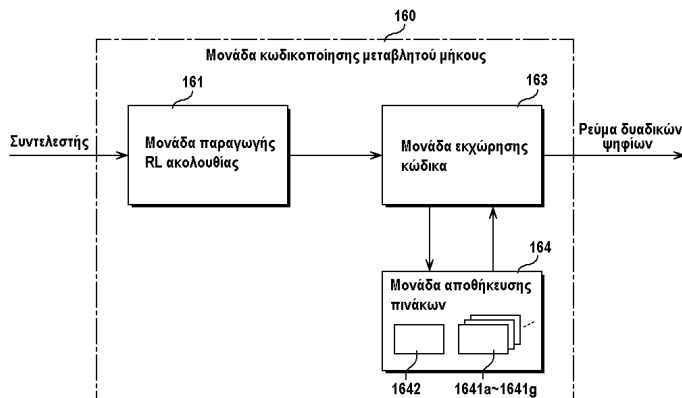 160
Μονάδα κωδικοποίησης μεταβλητού μήκους
161
163
Συντελεστής
Μονάδα παραγωγής
RL ακολουθίας
Μονάδα εκχώρησης
κώδικα
Ρεύμα δυαδικών
ψηφίων
164
Μονάδα αποθήκευσης
πινάκων
1642
1641a~1641g